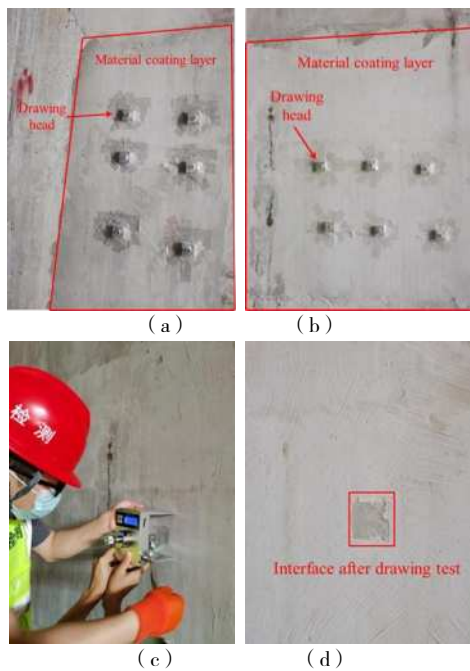 Material coating layer
Drawing
head
Material coating layer
Drawing
head
(a)
(b)
检测
Interface after drawing test
(c)
(d)